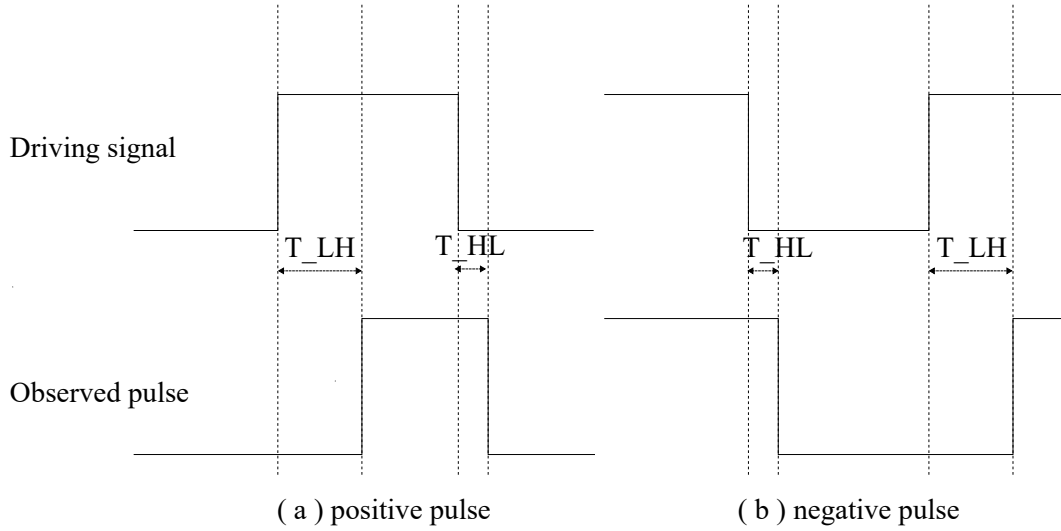 Driving signal
T_LH
T_HL
T_HL
T_LH
Observed pulse
( a ) positive pulse
( b ) negative pulse